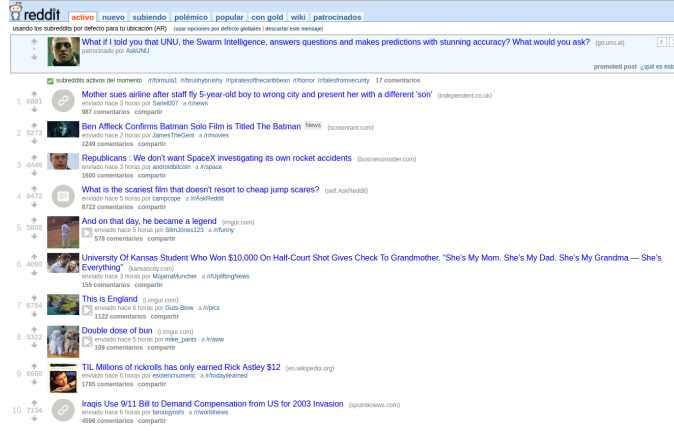 reddit activo nuevo subiendo polémico popular con gold wiki patrocinados
usando los subreddits por defecto para tu ubicación (AR) (usar opciones por defecto globales | descartar este mensaje)
What if I told you that UNU, the Swarm Intelligence, answers questions and makes predictions with stunning accuracy? What would you ask? (go.unu.ai)
patrocinado por AskUNU
promoted post ¿qué es esto
subreddits activos del momento /r/formula1 /r/brushybrushy /r/piratesofthecaribbean /r/horror /r/talesfromsecurity 17 comentarios
1 6881 Mother sues airline after staff fly 5-year-old boy to wrong city and present her with a different 'son' (independent.co.uk)
enviado hace 3 horas por Sariel007 a /r/news
987 comentarios compartir
2 5273 Ben Affleck Confirms Batman Solo Film is Titled The Batman News (screenrant.com)
enviado hace 2 horas por JamesTheGent a /r/movies
1249 comentarios compartir
3 4446 Republicans : We don't want SpaceX investigating its own rocket accidents (businessinsider.com)
enviado hace 3 horas por androidbitcoin a /r/space
1600 comentarios compartir
4 6472 What is the scariest film that doesn't resort to cheap jump scares? (self.AskReddit)
enviado hace 5 horas por campcope a /r/AskReddit
8722 comentarios compartir
5 5808 And on that day, he became a legend (imgur.com)
enviado hace 5 horas por SlimJones123 a /r/funny
578 comentarios compartir
6 4090 University Of Kansas Student Who Won $10,000 On Half-Court Shot Gives Check To Grandmother. “She's My Mom. She's My Dad. She's My Grandma — She's
Everything” (kansascity.com)
enviado hace 3 horas por MojarraMuncher a /r/UpliftingNews
155 comentarios compartir
7 6754 This is England (i.imgur.com)
enviado hace 6 horas por Guts-Blow a /r/pics
1122 comentarios compartir
8 5322 Double dose of bun (i.imgur.com)
enviado hace 5 horas por mike_pants a /r/aww
109 comentarios compartir
9 6660 TIL Millions of rickrolls has only earned Rick Astley $12 (en.wikipedia.org)
enviado hace 6 horas por esotericnumeric a /r/todayilearned
1785 comentarios compartir
10 7134 Iraqis Use 9/11 Bill to Demand Compensation from US for 2003 Invasion (sputniknews.com)
enviado hace 6 horas por farouqyoshi a /r/worldnews
4596 comentarios compartir